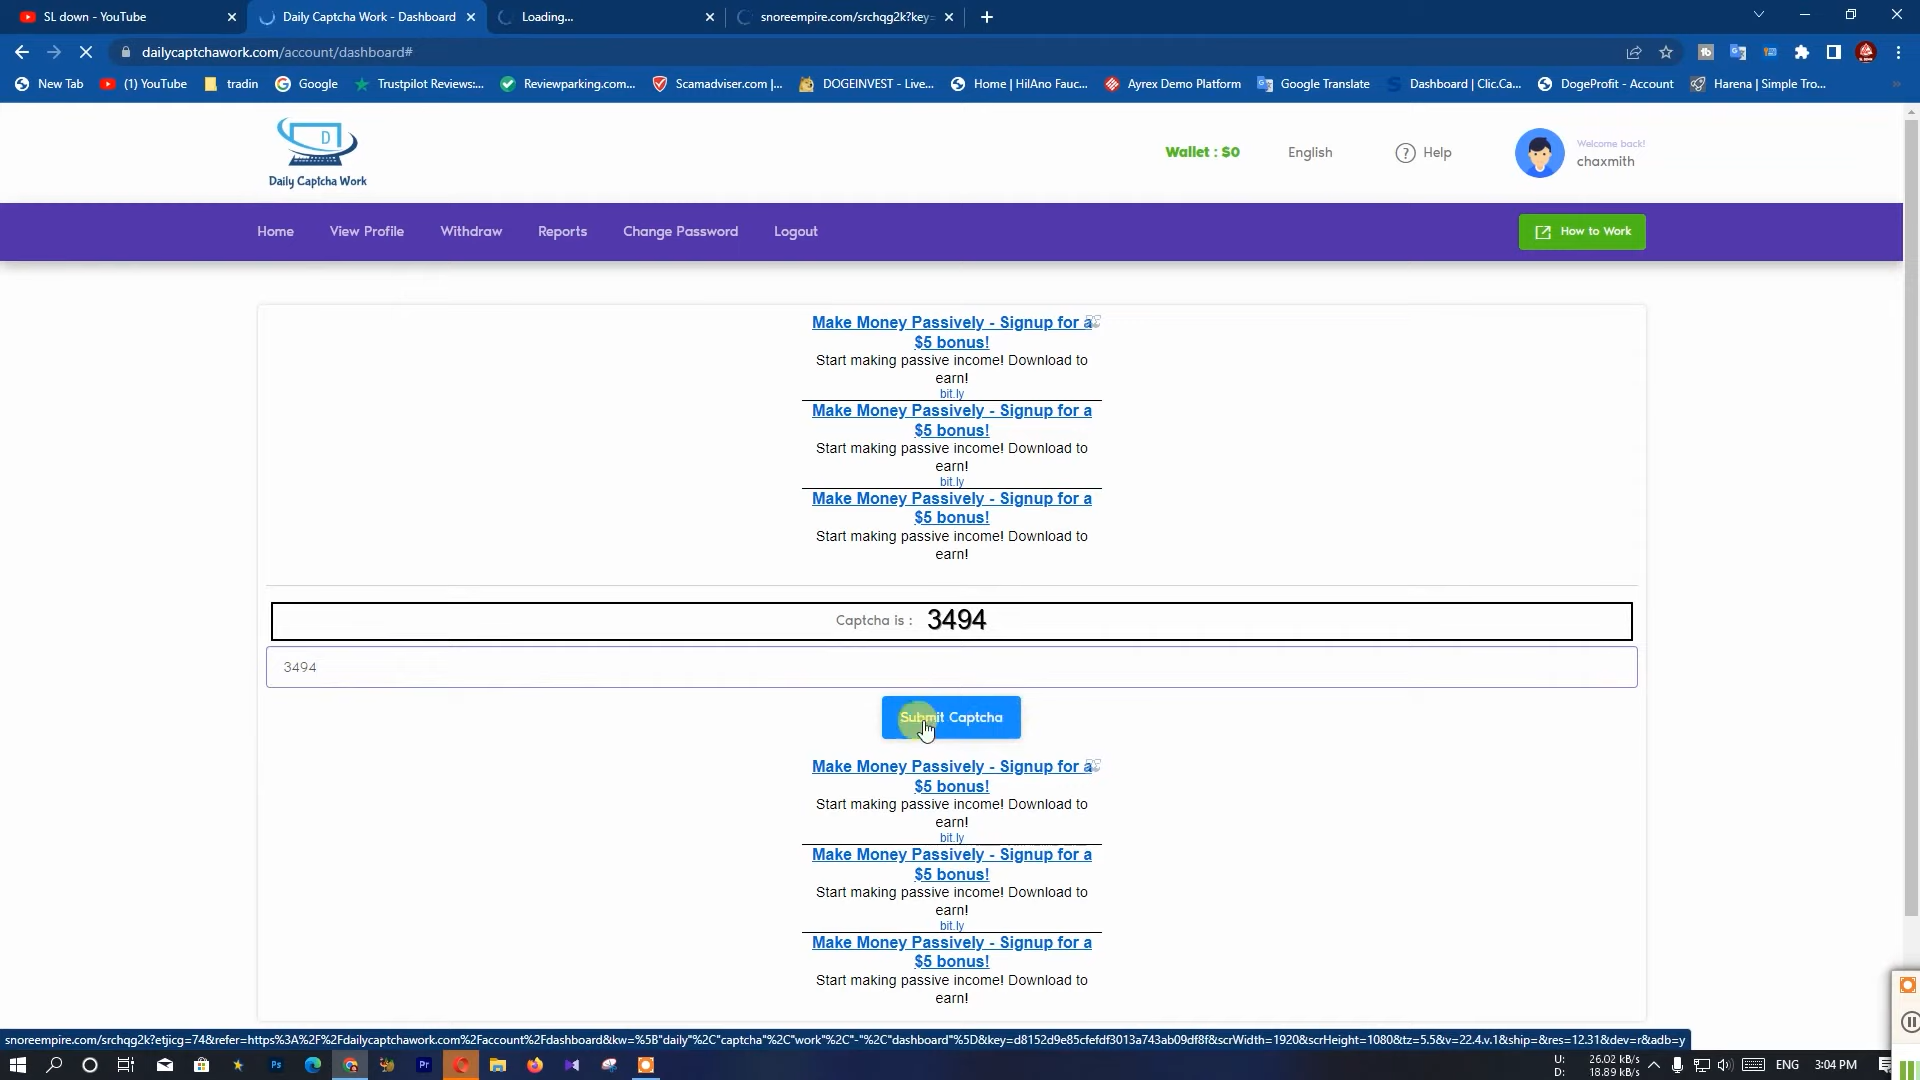 SL down - YouTube
Daily Captcha Work - Dashboard
Loading...
snoreempire.com/srchqg2k?key=
dailycaptchawork.com/account/dashboard#
New Tab
(1) YouTube
tradin
Google
Trustpilot Reviews:...
Reviewparking.com...
Scamadviser.com |...
DOGEINVEST - Live...
Home | HilAno Fauc...
Ayrex Demo Platform
Google Translate
Dashboard | Clic.Ca...
DogeProfit - Account
Harena | Simple Tro...
D
Daily Captcha Work
Wallet : $0
English
Help
Welcome back!
chaxmith
Home
View Profile
Withdraw
Reports
Change Password
Logout
How to Work
Make Money Passively - Signup for a
$5 bonus!
Start making passive income! Download to
earn!
bit.ly
Make Money Passively - Signup for a
$5 bonus!
Start making passive income! Download to
earn!
bit.ly
Make Money Passively - Signup for a
$5 bonus!
Start making passive income! Download to
earn!
Captcha is : 3494
3494
Submit Captcha
Make Money Passively - Signup for a
$5 bonus!
Start making passive income! Download to
earn!
bit.ly
Make Money Passively - Signup for a
$5 bonus!
Start making passive income! Download to
earn!
bit.ly
Make Money Passively - Signup for a
$5 bonus!
Start making passive income! Download to
earn!
snoreempire.com/srchqg2k?etjicg=74&refer=https%3A%2F%2Fdailycaptchawork.com%2Faccount%2Fdashboard&kw=%5B"daily"%2C"captcha"%2C"work"%2C"-"%2C"dashboard"%5D&key=d8152d9e85cfefdf3013a743ab09df8f&scrWidth=1920&scrHeight=1080&tz=5.5&v=22.4.v.1&ship=&res=12.31&dev=r&adb=y
Ps
Pr
U: 26.02 kB/s
D: 18.89 kB/s
ENG
3:04 PM